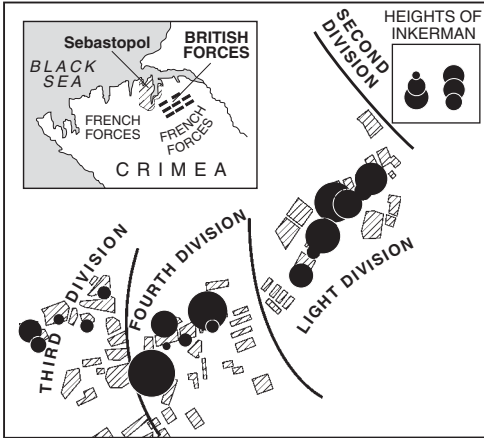 Sebastopol
BRITISH
FORCES
BLACK
SEA
FRENCH
FORCES
FRENCH
FORCES
CRIMEA
SECOND
DIVISION
HEIGHTS OF
INKERMAN
THIRD DIVISION
FOURTH DIVISION
LIGHT DIVISION